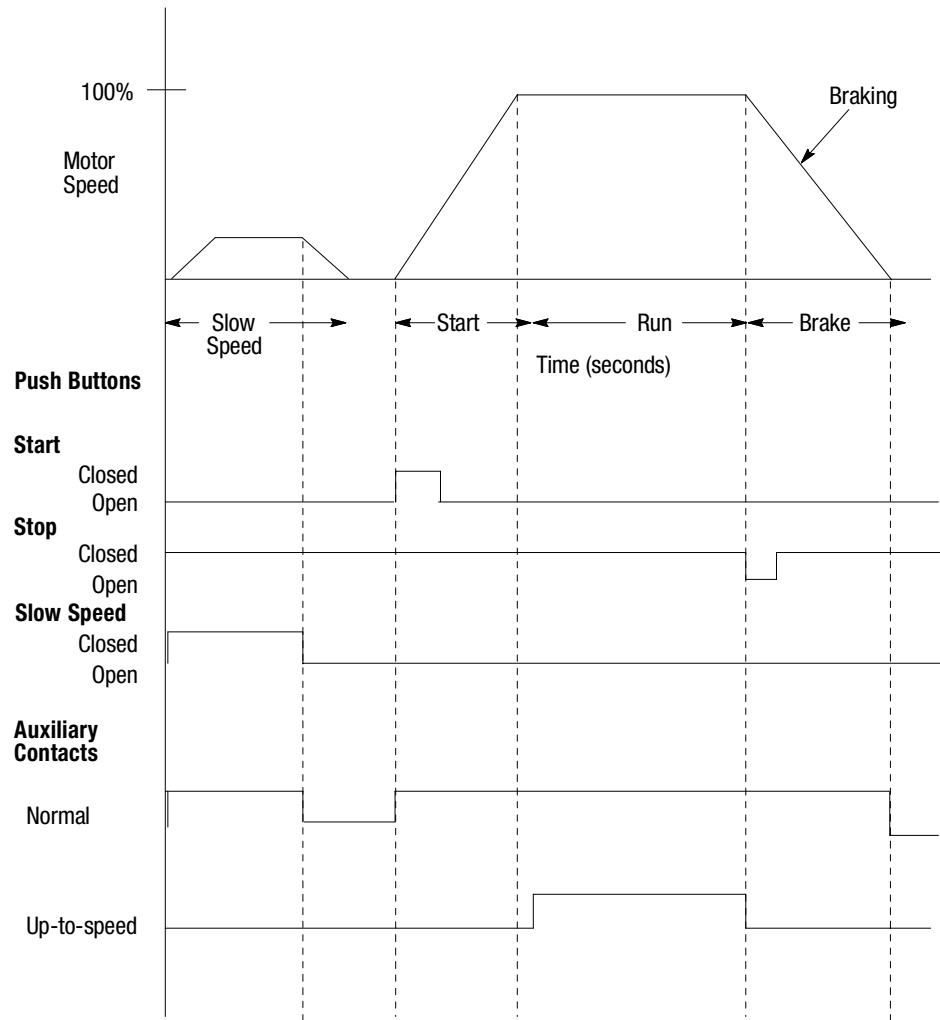 100%
Braking
Motor
Speed
Slow
Speed
Start
Run
Brake
Time (seconds)
Push Buttons
Start
Closed
Open
Stop
Closed
Open
Slow Speed
Closed
Open
Auxiliary
Contacts
Normal
Up-to-speed